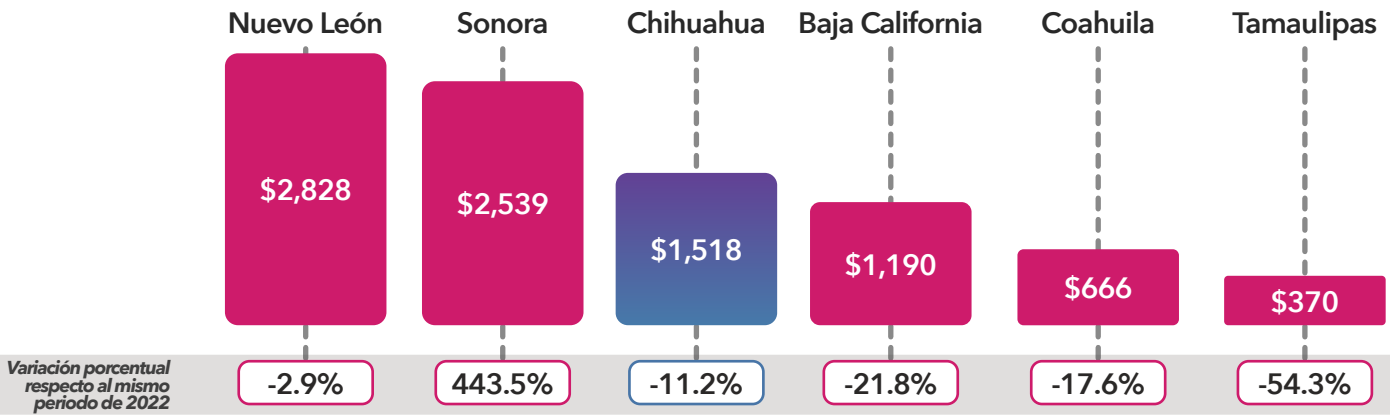 Nuevo León Sonora Chihuahua Baja California Coahuila Tamaulipas
$2,828 $2,539 $1,518 $1,190 $666 $370
Variación porcentual
respecto al mismo
periodo de 2022
-2.9% 443.5% -11.2% -21.8% -17.6% -54.3%